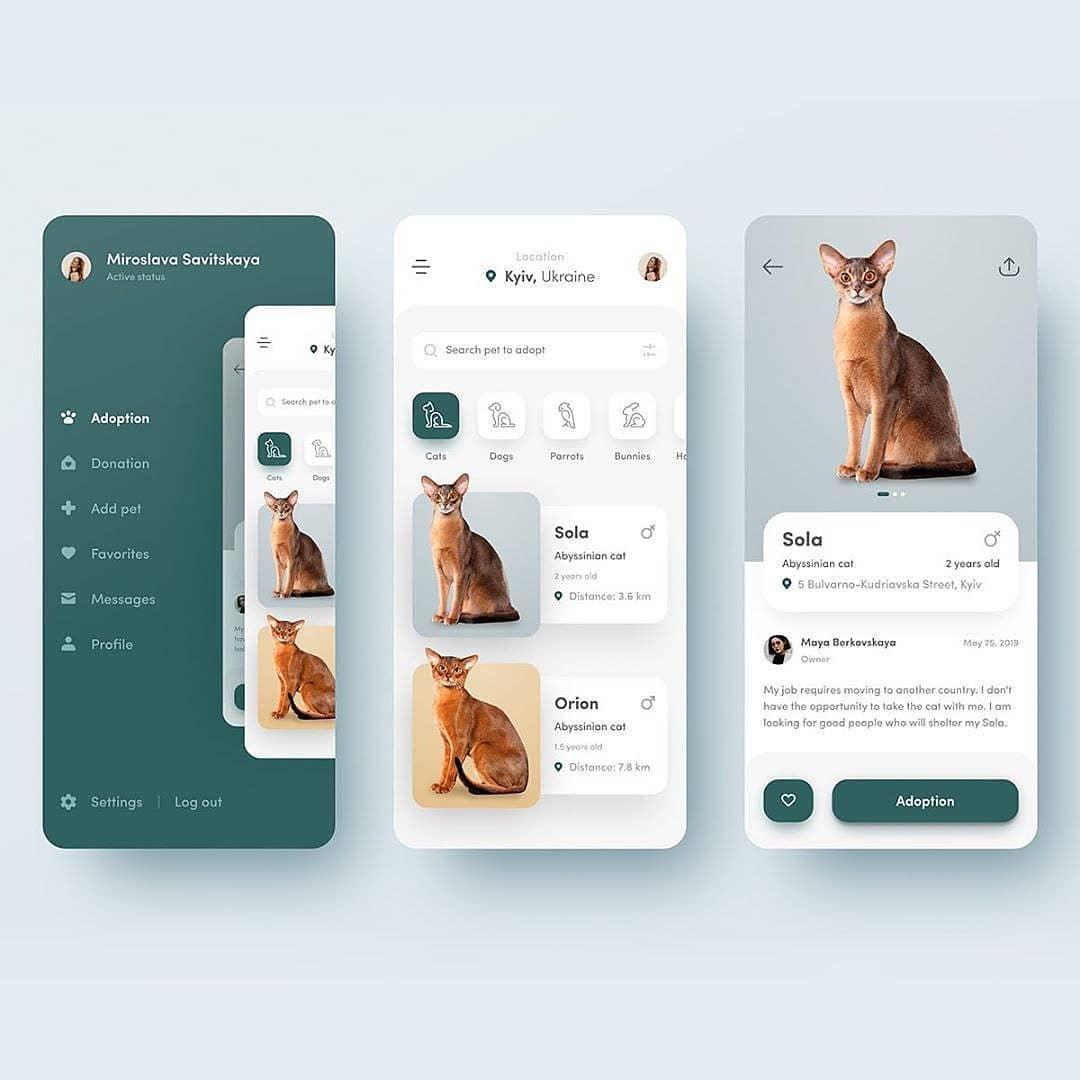 Miroslava Savitskaya
Active status
Adoption
Donation
Add pet
Favorites
Messages
Profile
Settings | Log out
Ky
Search pet to a
Cats
Dogs
My
hav
look
Location
Kyiv, Ukraine
Search pet to adopt
Cats
Dogs
Parrots
Bunnies
Ho
Sola
Abyssinian cat
2 years old
Distance: 3.6 km
Orion
Abyssinian cat
1.5 years old
Distance: 7.8 km
Sola
Abyssinian cat 2 years old
5 Bulvarno-Kudriavska Street, Kyiv
Maya Berkovskaya May 25, 2019
Owner
My job requires moving to another country. I don't
have the opportunity to take the cat with me. I am
looking for good people who will shelter my Sola.
Adoption